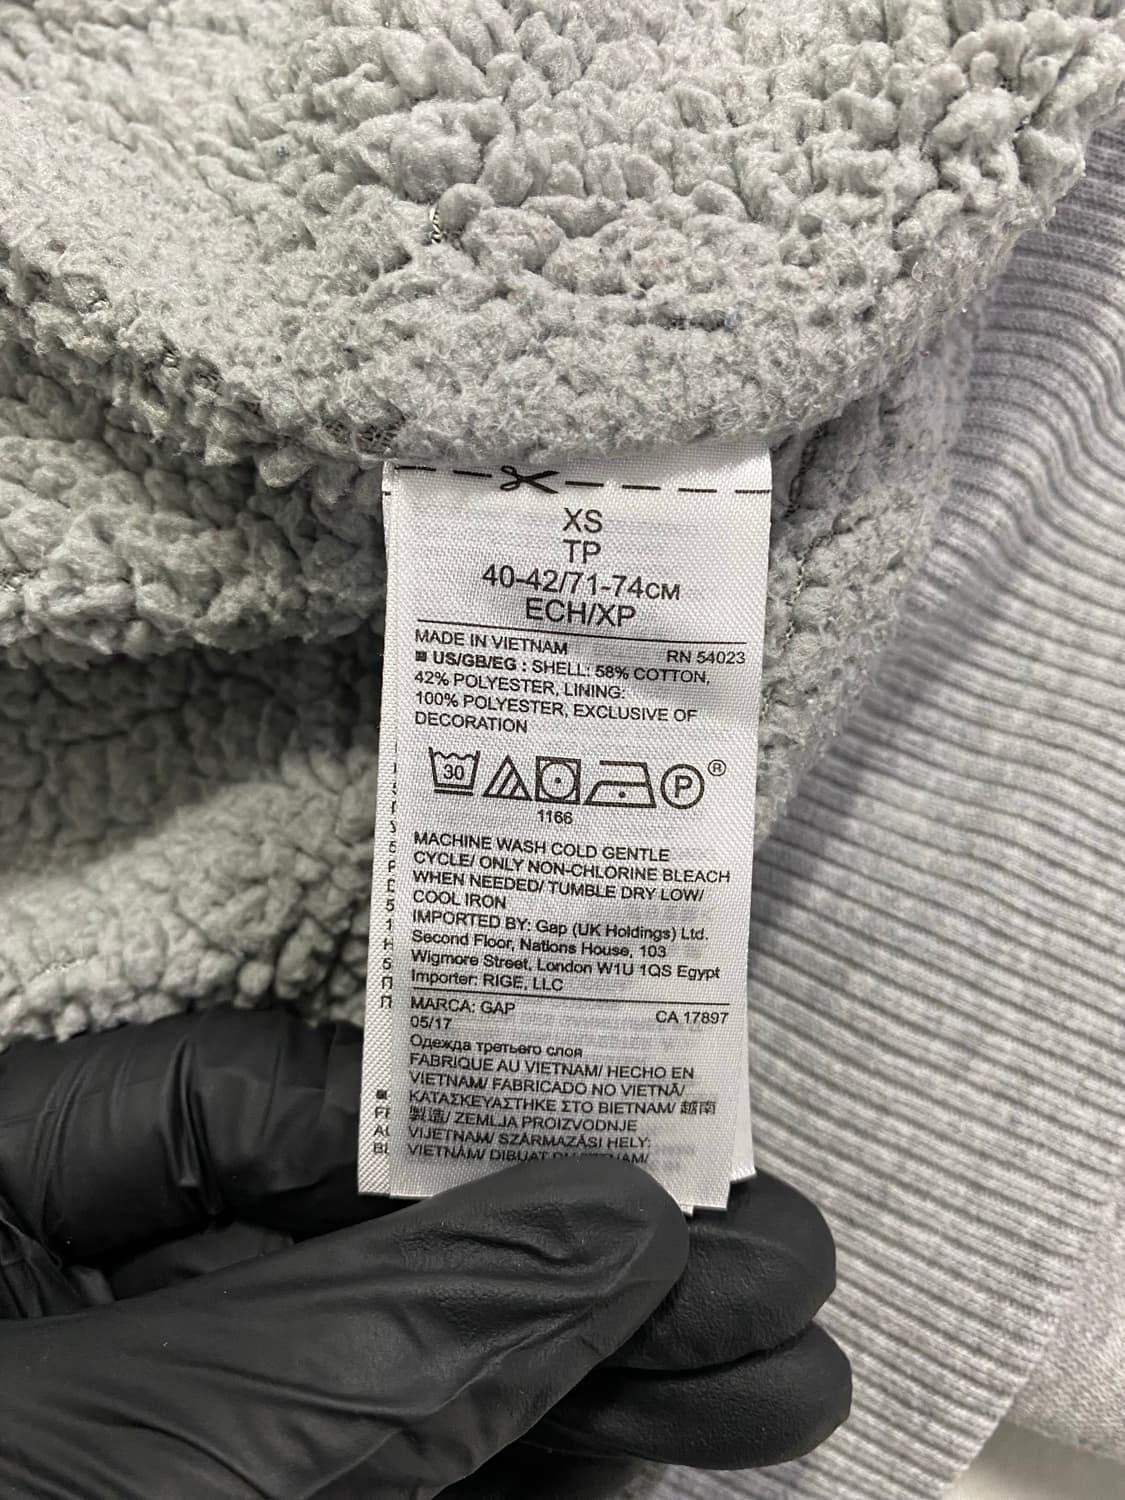 XS
TP
40-42/71-74CM
ECH/XP
MADE IN VIETNAM RN 54023
US/GB/EG : SHELL: 58% COTTON,
42% POLYESTER, LINING:
100% POLYESTER, EXCLUSIVE OF
DECORATION
30 P ®
1166
MACHINE WASH COLD GENTLE
CYCLE/ ONLY NON-CHLORINE BLEACH
WHEN NEEDED/ TUMBLE DRY LOW/
COOL IRON
IMPORTED BY: Gap (UK Holdings) Ltd.
Second Floor, Nations House, 103
Wigmore Street, London W1U 1QS Egypt
Importer: RIGE, LLC
MARCA: GAP CA 17897
05/17
Одежда третьего слоя
FABRIQUE AU VIETNAM/ HECHO EN
VIETNAM/ FABRICADO NO VIETNÃ/
ΚΑΤΑΣΚΕΥΑΣΤΗΚΕ ΣΤΟ ΒΙΕΤΝΑΜ/ 越南
製造/ ZEMLJA PROIZVODNJE
VIJETNAM/ SZÁRMAZÁSI HELY:
VIETNÁM/ DIBUAT